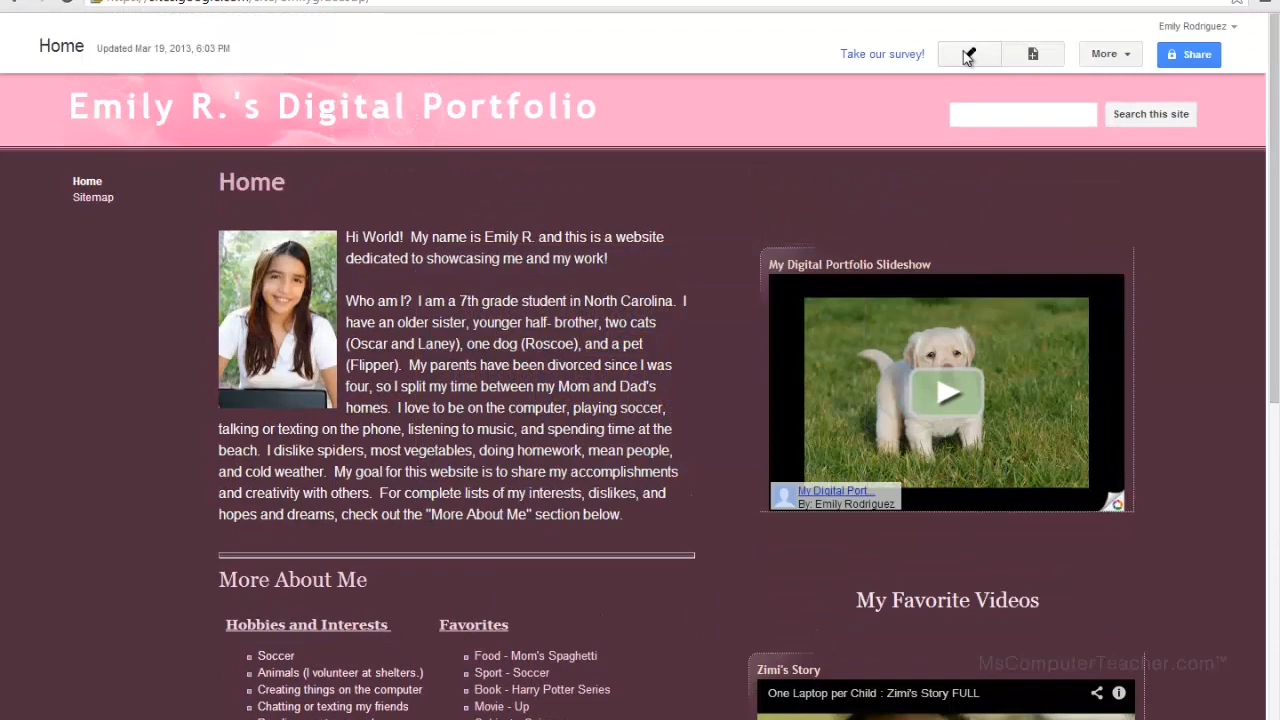 Emily Rodriguez
Home Updated Mar 19, 2013, 6:03 PM
Take our survey!
More
Share
Emily R.'s Digital Portfolio
Search this site
Home
Sitemap
Home
Hi World! My name is Emily R. and this is a website
dedicated to showcasing me and my work!
Who am I? I am a 7th grade student in North Carolina. I
have an older sister, younger half- brother, two cats
(Oscar and Laney), one dog (Roscoe), and a pet
(Flipper). My parents have been divorced since I was
four, so I split my time between my Mom and Dad's
homes. I love to be on the computer, playing soccer,
talking or texting on the phone, listening to music, and spending time at the
beach. I dislike spiders, most vegetables, doing homework, mean people,
and cold weather. My goal for this website is to share my accomplishments
and creativity with others. For complete lists of my interests, dislikes, and
hopes and dreams, check out the "More About Me" section below.
My Digital Portfolio Slideshow
My Digital Port...
By: Emily Rodriguez
More About Me
Hobbies and Interests
Soccer
Animals (I volunteer at shelters.)
Creating things on the computer
Chatting or texting my friends
Favorites
Food - Mom's Spaghetti
Sport - Soccer
Book - Harry Potter Series
Movie - Up
My Favorite Videos
Zimi's Story
One Laptop per Child : Zimi's Story FULL
MsComputerTeacher.com™